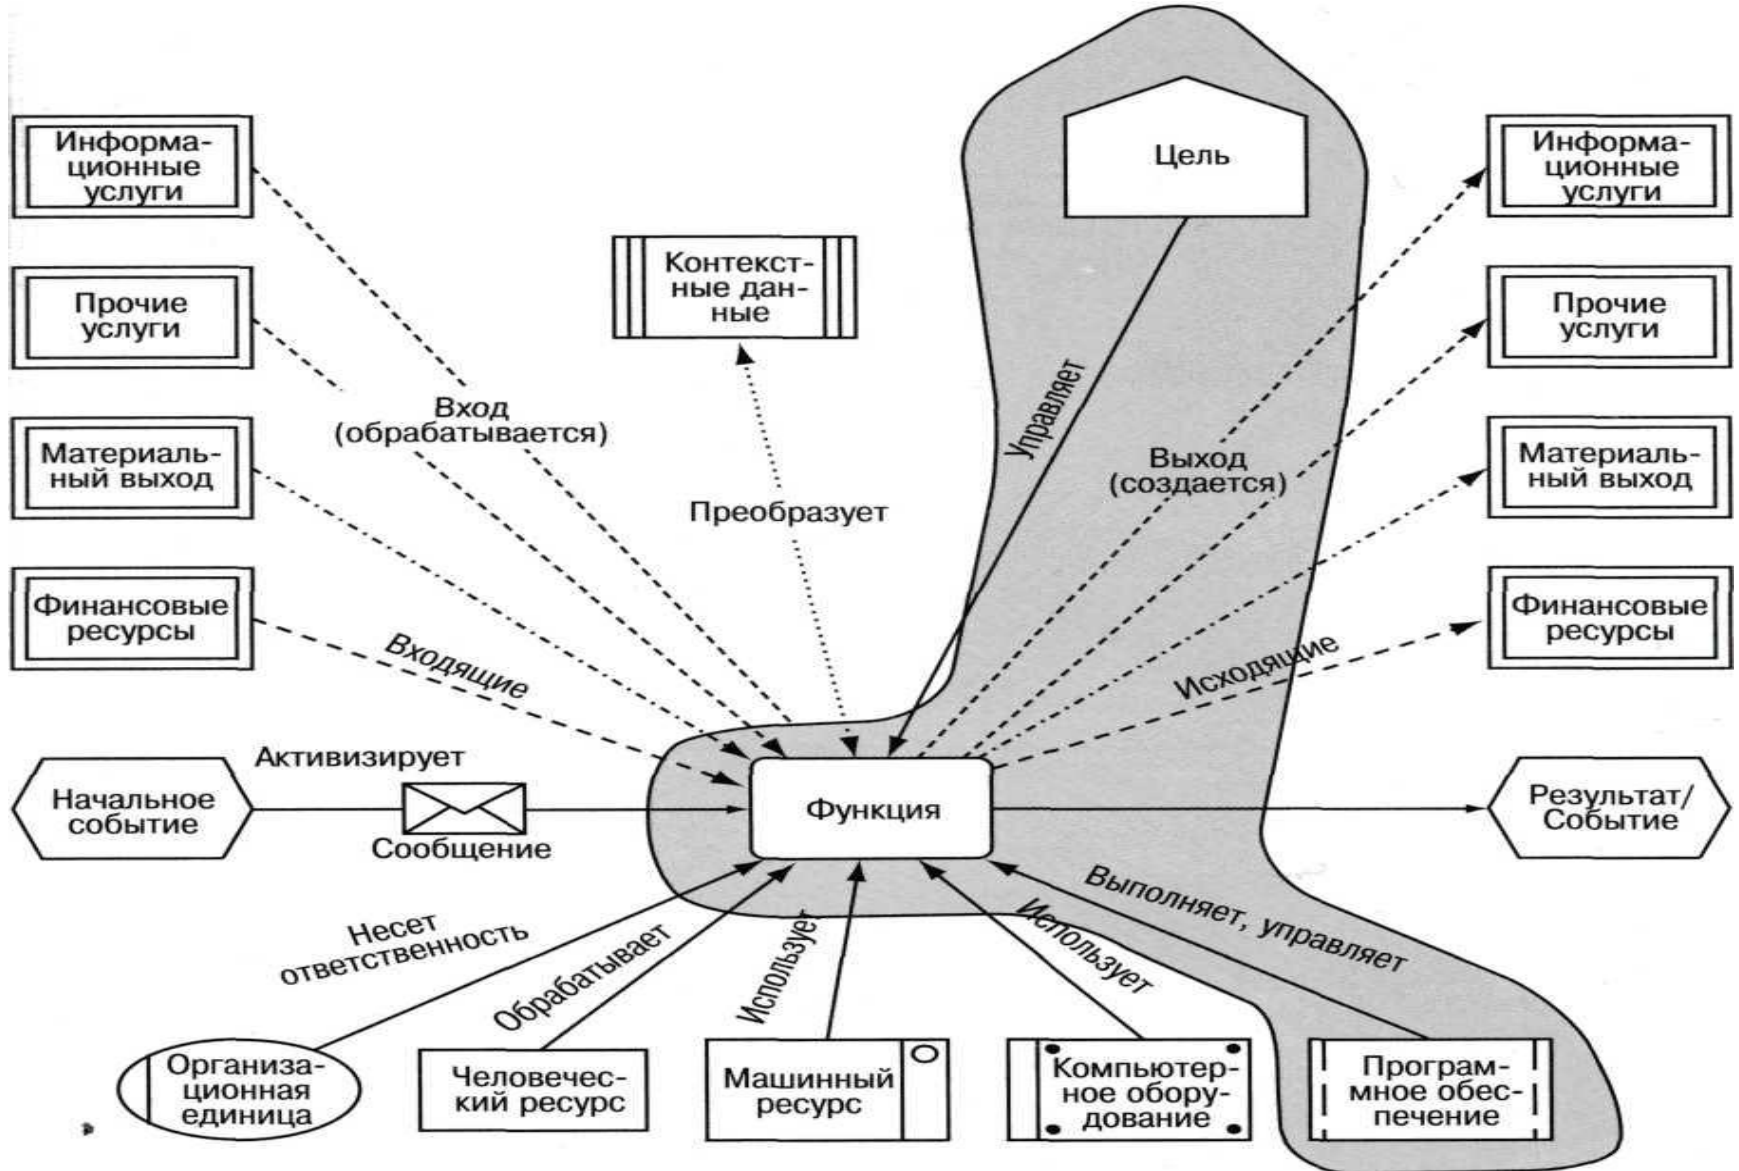 Информа-
ционные
услуги
Прочие
услуги
Материаль-
ный выход
Финансовые
ресурсы
Контекст-
ные дан-
ные
Цель
Информа-
ционные
услуги
Прочие
услуги
Материаль-
ный выход
Финансовые
ресурсы
Вход
(обрабатывается)
Преобразует
Управляет
Выход
(создается)
Входящие
Исходящие
Активизирует
Начальное
событие
Сообщение
Функция
Результат/
Событие
Несет
ответственность
Обрабатывает
Использует
Использует
Выполняет, управляет
Организа-
ционная
единица
Человечес-
кий ресурс
Машинный
ресурс
Компьютер-
ное обору-
дование
Програм-
мное обес-
печение